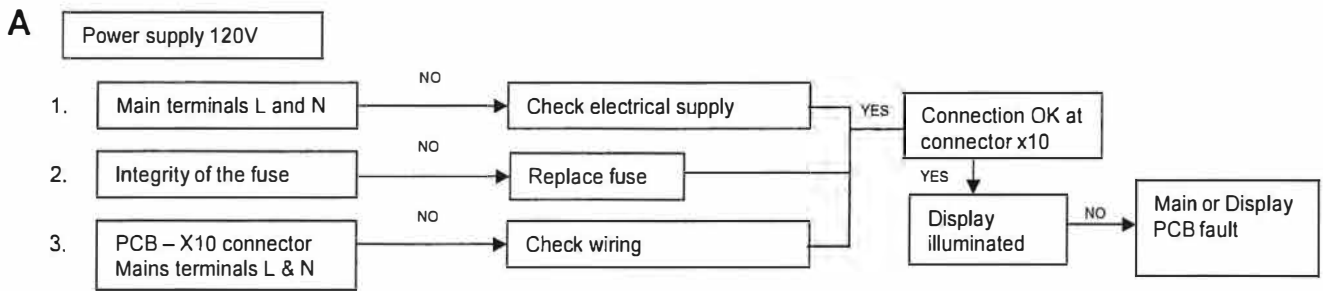 A
Power supply 120V
NO
1. Main terminals L and N
Check electrical supply
YES
Connection OK at
connector x10
NO
2. Integrity of the fuse
Replace fuse
YES
NO
3. PCB – X10 connector
Mains terminals L & N
Check wiring
Display
illuminated
NO
Main or Display
PCB fault